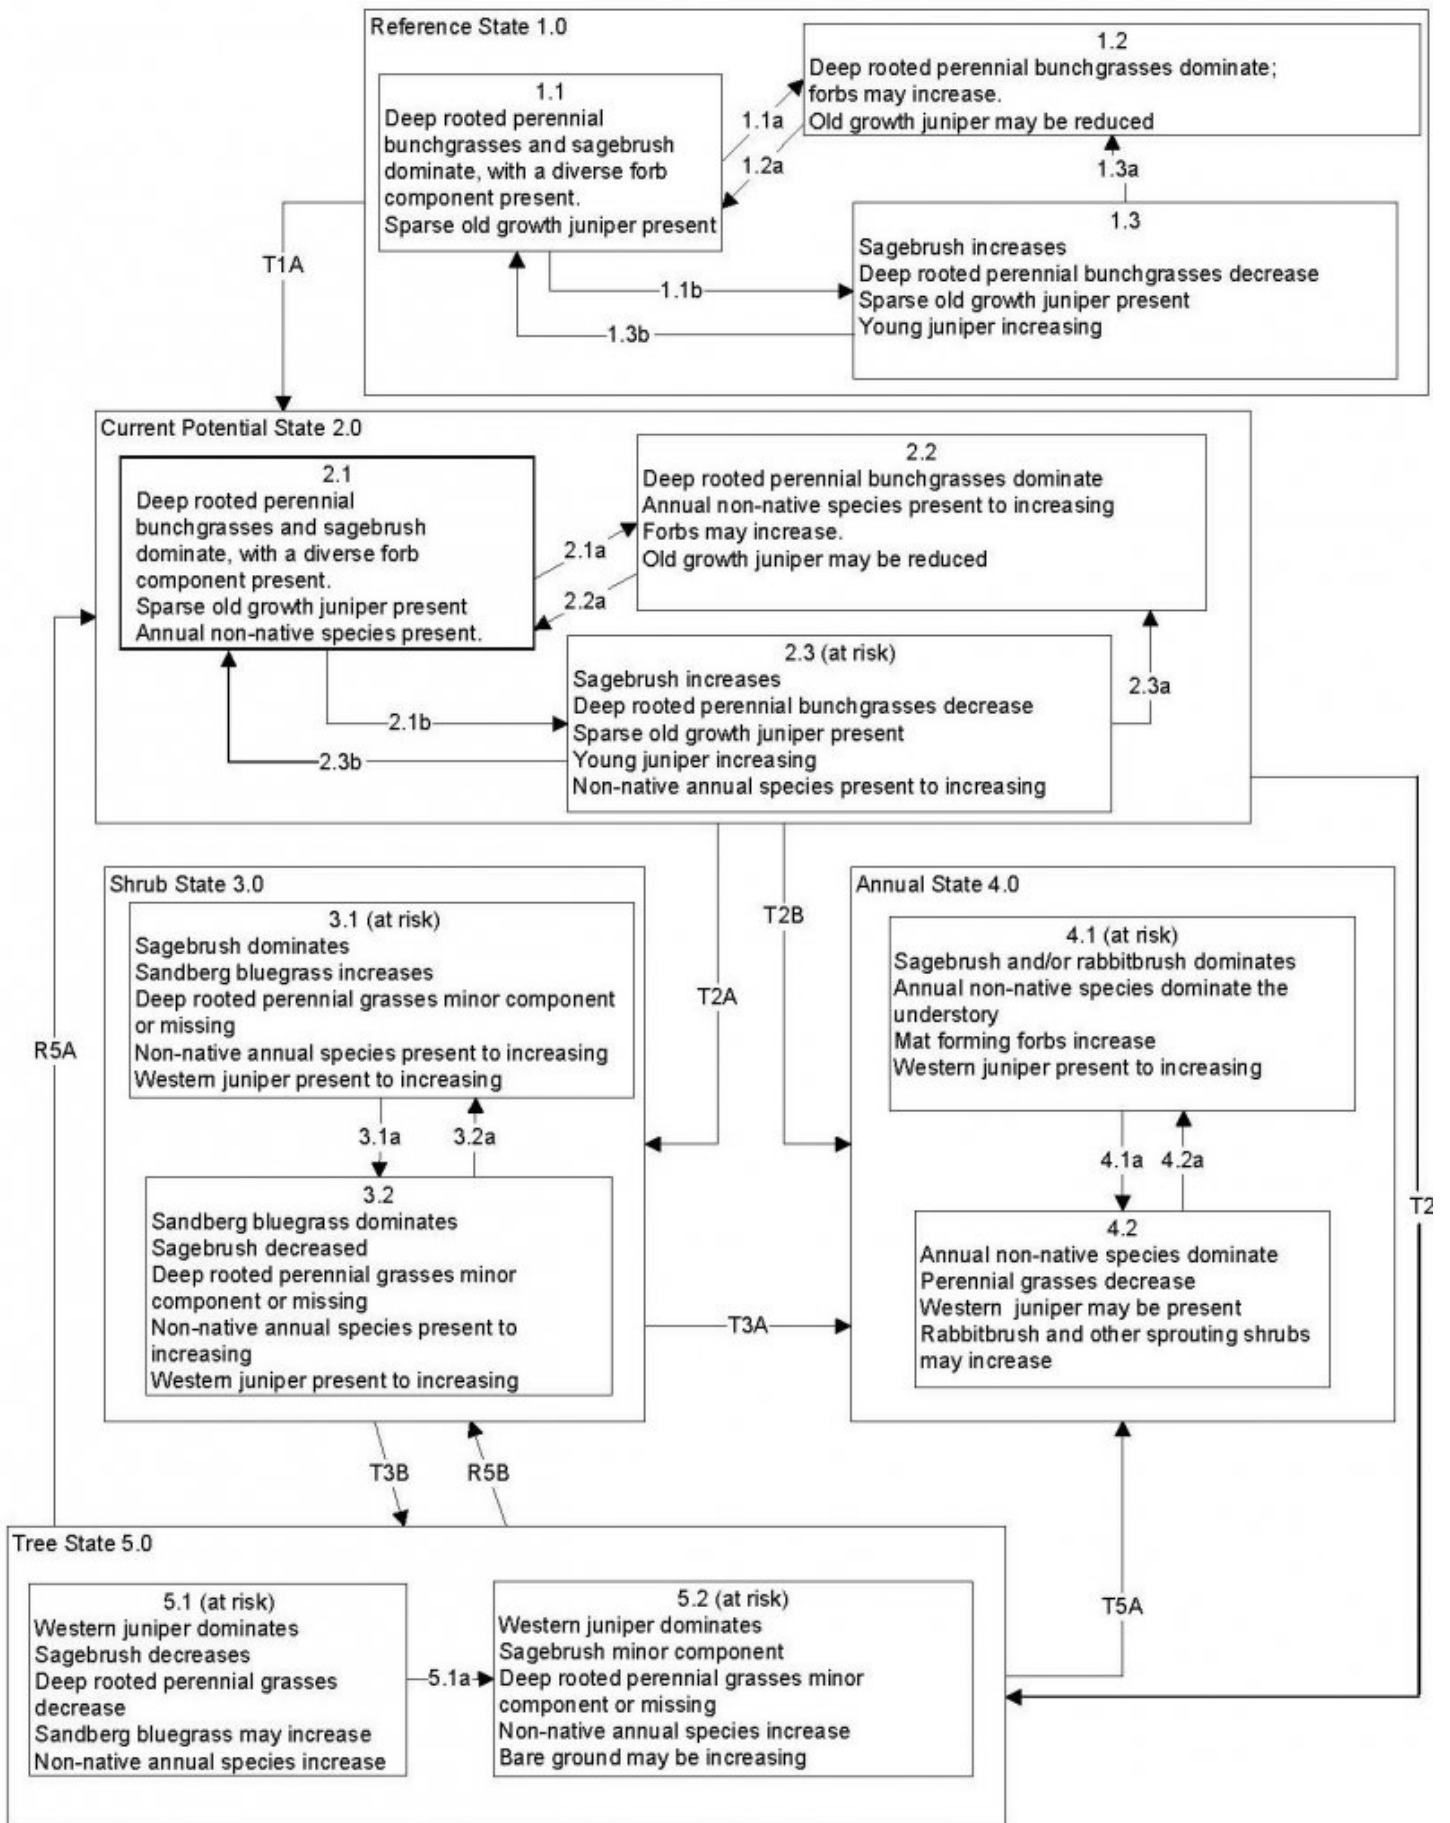 Reference State 1.0
1.1
Deep rooted perennial
bunchgrasses and sagebrush
dominate, with a diverse forb
component present.
Sparse old growth juniper present
1.1a
1.2a
1.2
Deep rooted perennial bunchgrasses dominate;
forbs may increase.
Old growth juniper may be reduced
1.3a
1.3
Sagebrush increases
Deep rooted perennial bunchgrasses decrease
Sparse old growth juniper present
Young juniper increasing
1.1b
1.3b
T1A
Current Potential State 2.0
2.1
Deep rooted perennial
bunchgrasses and sagebrush
dominate, with a diverse forb
component present.
Sparse old growth juniper present
Annual non-native species present.
2.1a
2.2a
2.2
Deep rooted perennial bunchgrasses dominate
Annual non-native species present to increasing
Forbs may increase.
Old growth juniper may be reduced
2.3 (at risk)
Sagebrush increases
Deep rooted perennial bunchgrasses decrease
Sparse old growth juniper present
Young juniper increasing
Non-native annual species present to increasing
2.3a
2.1b
2.3b
Shrub State 3.0
3.1 (at risk)
Sagebrush dominates
Sandberg bluegrass increases
Deep rooted perennial grasses minor component
or missing
Non-native annual species present to increasing
Western juniper present to increasing
3.1a
3.2a
3.2
Sandberg bluegrass dominates
Sagebrush decreased
Deep rooted perennial grasses minor
component or missing
Non-native annual species present to
increasing
Western juniper present to increasing
T2A
T2B
R5A
Annual State 4.0
4.1 (at risk)
Sagebrush and/or rabbitbrush dominates
Annual non-native species dominate the
understory
Mat forming forbs increase
Western juniper present to increasing
4.1a
4.2a
4.2
Annual non-native species dominate
Perennial grasses decrease
Western juniper may be present
Rabbitbrush and other sprouting shrubs
may increase
T2
T3A
T3B
R5B
Tree State 5.0
5.1 (at risk)
Western juniper dominates
Sagebrush decreases
Deep rooted perennial grasses
decrease
Sandberg bluegrass may increase
Non-native annual species increase
5.1a
5.2 (at risk)
Western juniper dominates
Sagebrush minor component
Deep rooted perennial grasses minor
component or missing
Non-native annual species increase
Bare ground may be increasing
T5A